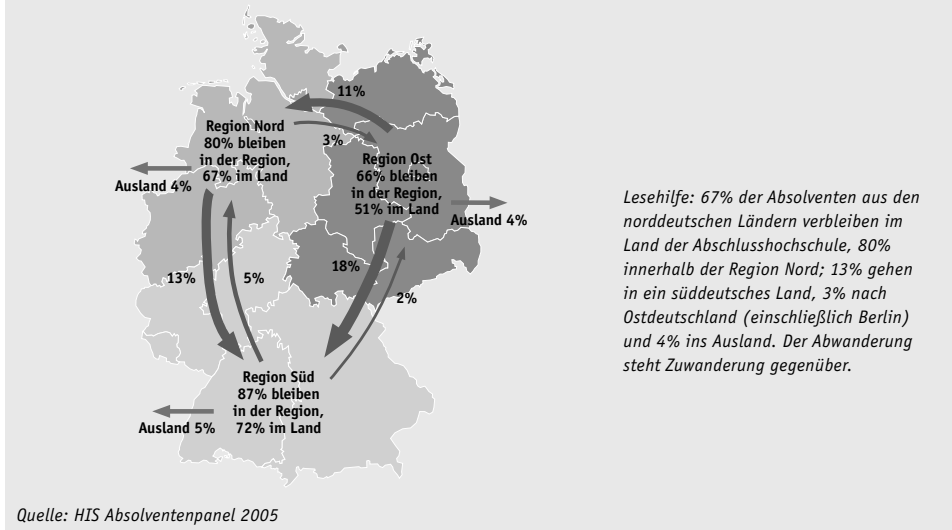 11%
Region Nord
80% bleiben
in der Region,
67% im Land
3%
Region Ost
66% bleiben
in der Region,
51% im Land
Ausland 4%
Ausland 4%
13%
5%
18%
2%
Region Süd
87% bleiben
in der Region,
72% im Land
Ausland 5%
Lesehilfe: 67% der Absolventen aus den
norddeutschen Ländern verbleiben im
Land der Abschlusshochschule, 80%
innerhalb der Region Nord; 13% gehen
in ein süddeutsches Land, 3% nach
Ostdeutschland (einschließlich Berlin)
und 4% ins Ausland. Der Abwanderung
steht Zuwanderung gegenüber.
Quelle: HIS Absolventenpanel 2005